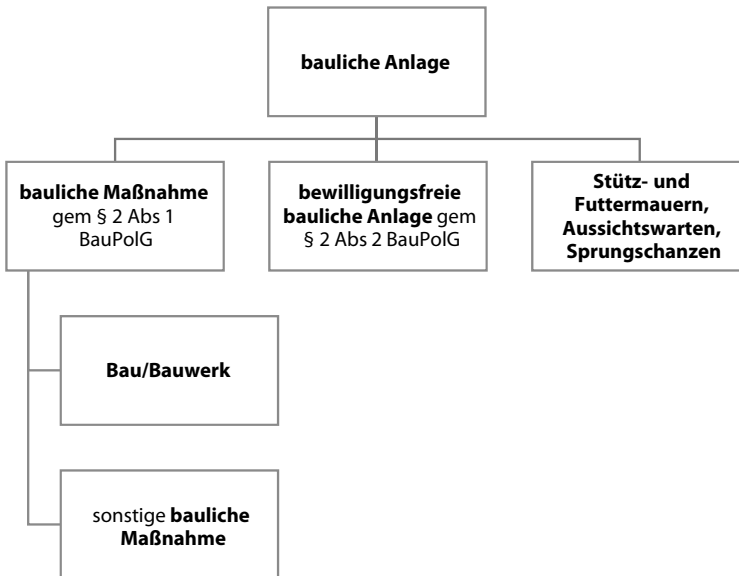 bauliche Anlage
bauliche Maßnahme
gem § 2 Abs 1
BauPolG
bewilligungsfreie
bauliche Anlage gem
§ 2 Abs 2 BauPolG
Stütz- und
Futtermauern,
Aussichtswarten,
Sprungschanzen
Bau/Bauwerk
sonstige bauliche
Maßnahme